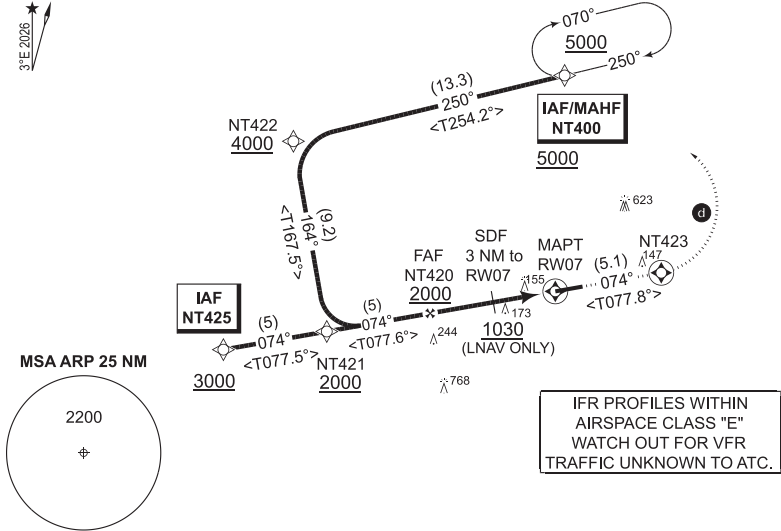 3°E 2026
070°
5000
250°
(13.3)
250°
<T254.2°>
IAF/MAHF
NT400
5000
NT422
4000
(9.2)
164°
<T167.5°>
623
d
NT423
147
SDF
3 NM to
RW07
MAPT
RW07
(5.1)
074°
<T077.8°>
FAF
NT420
2000
155
173
1030
(LNAV ONLY)
244
768
IAF
NT425
(5)
074°
<T077.5°>
3000
(5)
074°
<T077.6°>
NT421
2000
MSA ARP 25 NM
2200
IFR PROFILES WITHIN
AIRSPACE CLASS "E"
WATCH OUT FOR VFR
TRAFFIC UNKNOWN TO ATC.